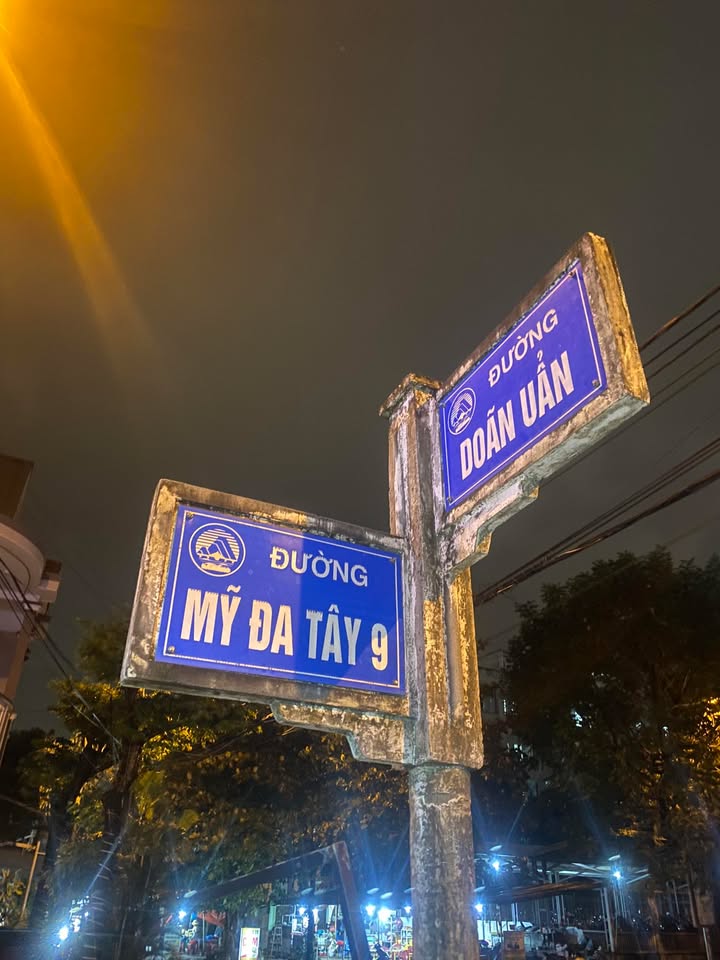 ĐƯỜNG
MỸ ĐA TÂY 9
ĐƯỜNG
DOÃN UẨN